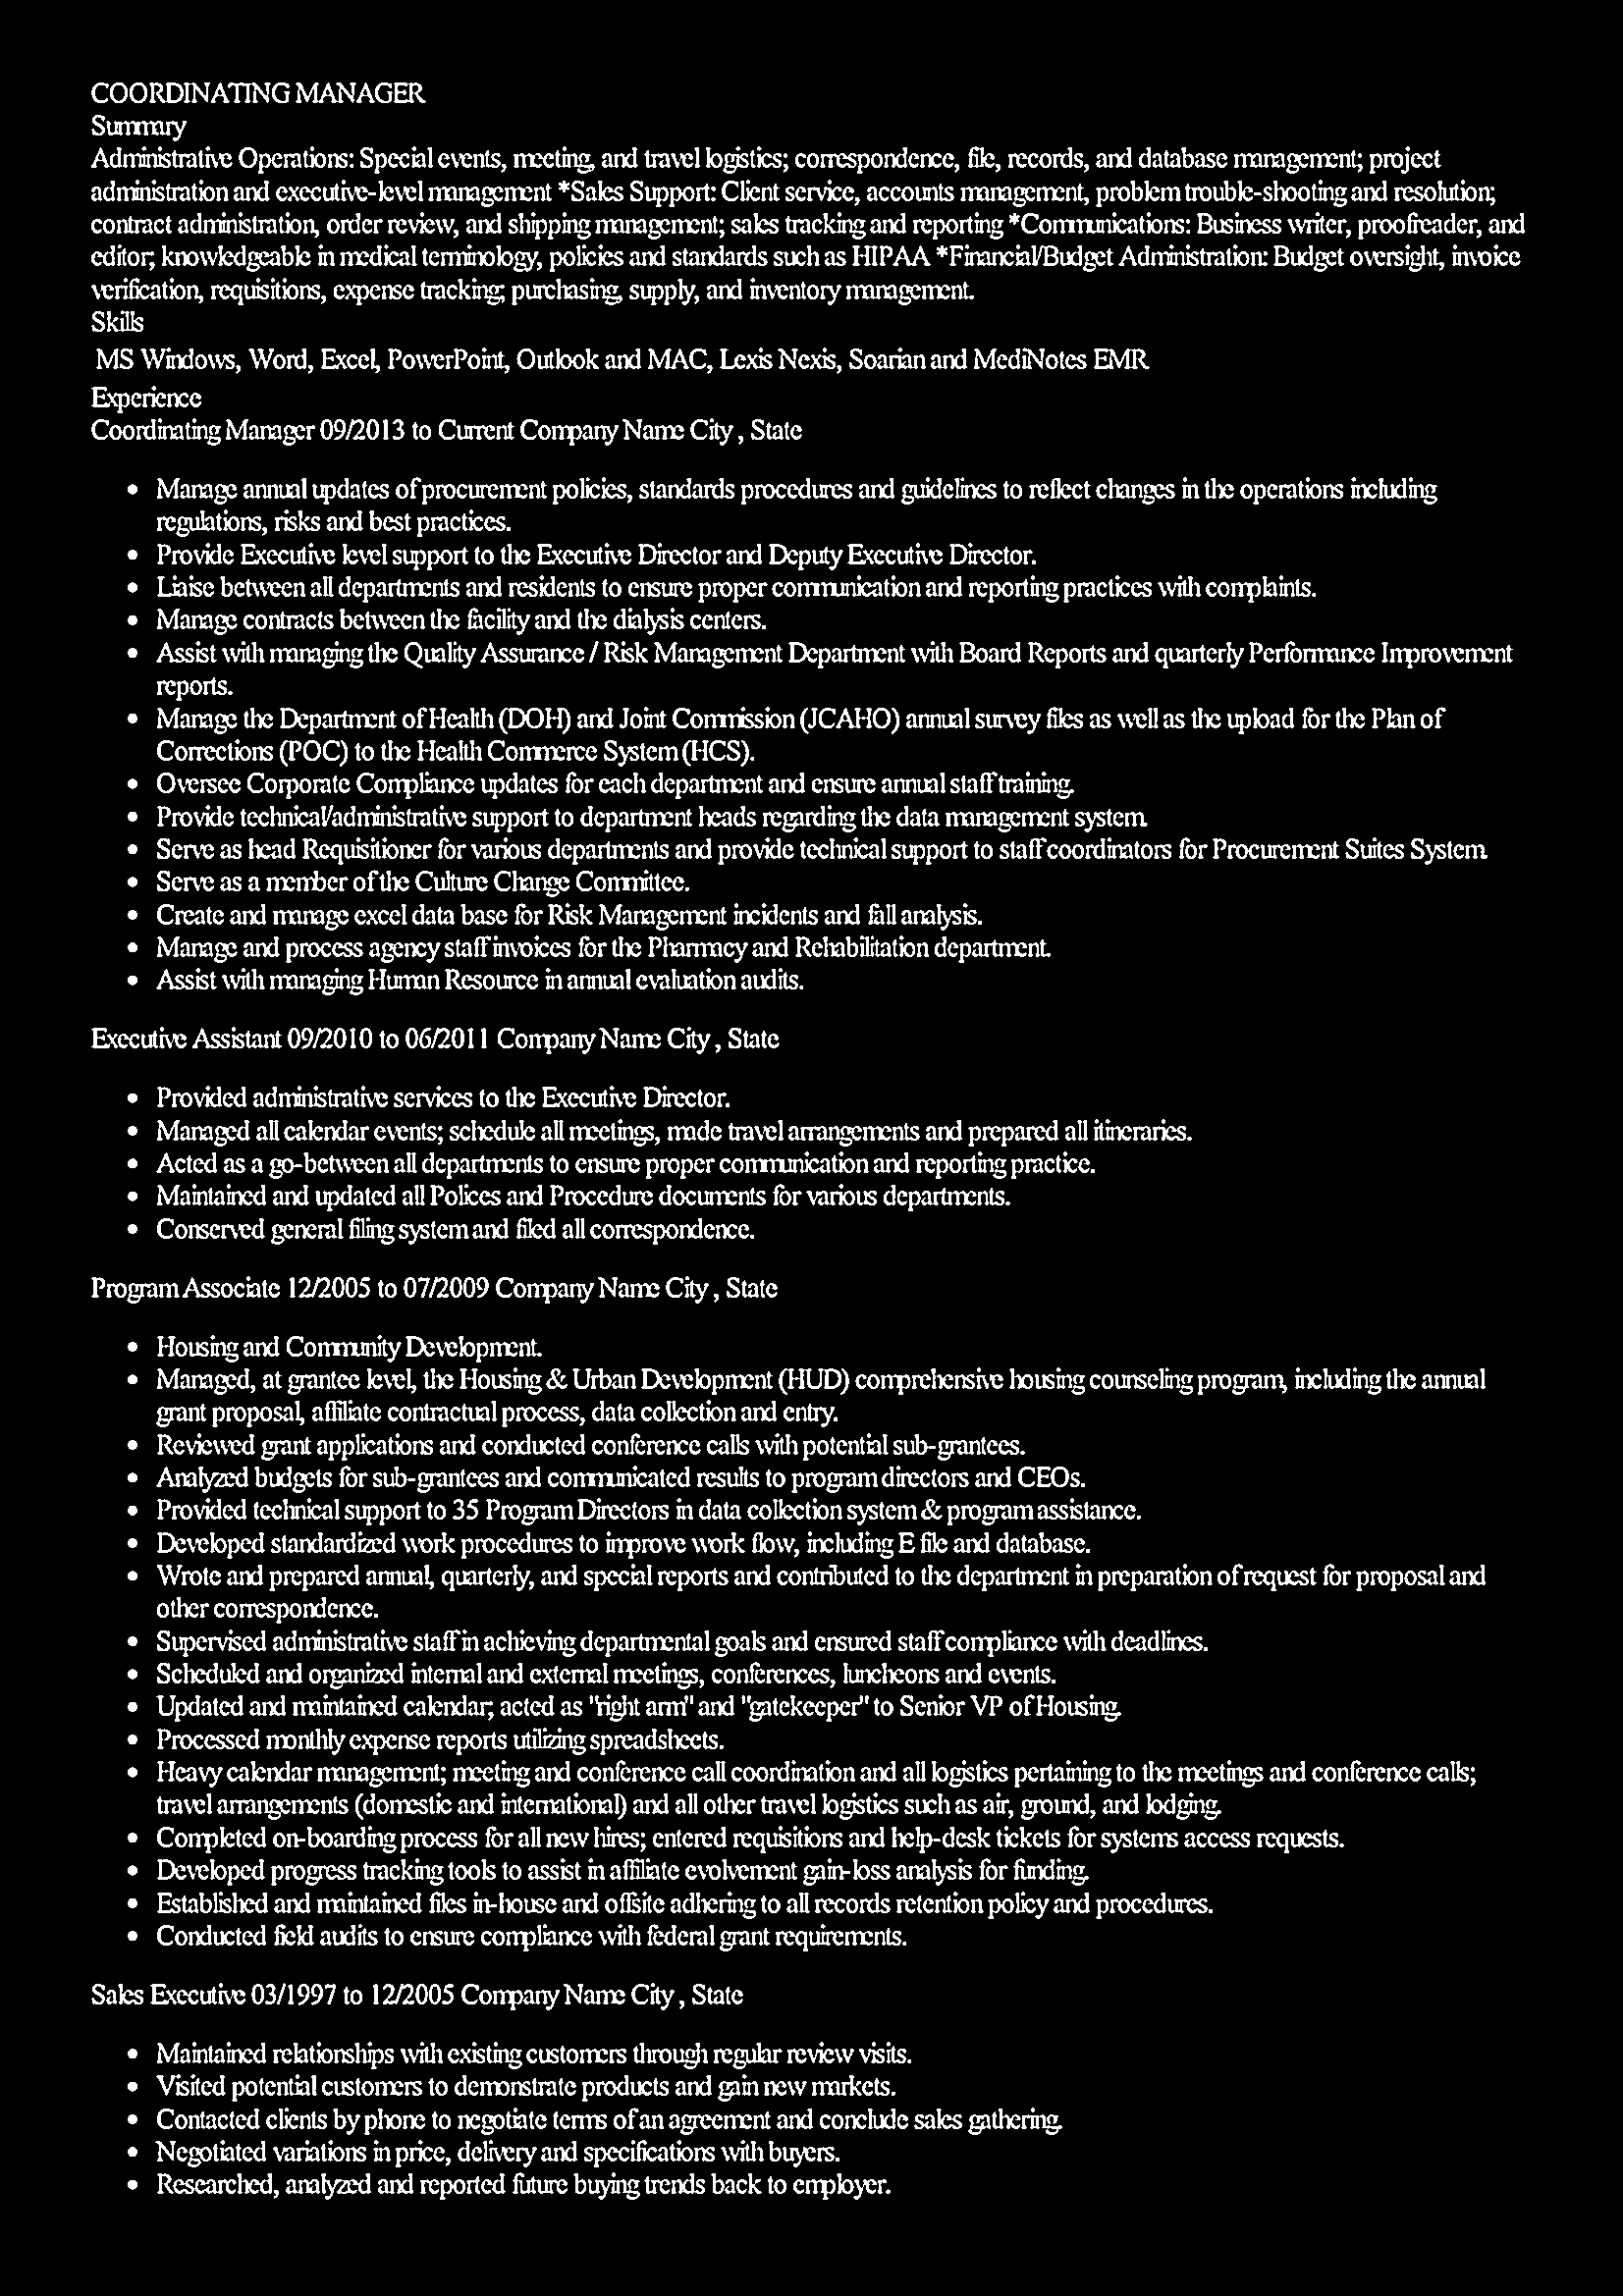 COORDINATING MANAGER
Summary
Administrative Operations: Special events, meeting, and travel logistics; correspondence, file, records, and database management; project
administration and executive-level management *Sales Support: Client service, accounts management, problem trouble-shooting and resolution;
contract administration, order review, and shipping management; sales tracking and reporting *Communications: Business writer, proofreader, and
editor; knowledgeable in medical terminology, policies and standards such as HIPAA *Financial/Budget Administration: Budget oversight, invoice
verification, requisitions, expense tracking; purchasing, supply, and inventory management.
Skills
MS Windows, Word, Excel, PowerPoint, Outlook and MAC, Lexis Nexis, Soarian and MediNotes EMR
Experience
Coordinating Manager 09/2013 to Current Company Name City , State
• Manage annual updates of procurement policies, standards procedures and guidelines to reflect changes in the operations including
regulations, risks and best practices.
• Provide Executive level support to the Executive Director and Deputy Executive Director.
• Liaise between all departments and residents to ensure proper communication and reporting practices with complaints.
• Manage contracts between the facility and the dialysis centers.
• Assist with managing the Quality Assurance / Risk Management Department with Board Reports and quarterly Performance Improvement
reports.
• Manage the Department of Health (DOH) and Joint Commission (JCAHO) annual survey files as well as the upload for the Plan of
Corrections (POC) to the Health Commerce System (HCS).
• Oversee Corporate Compliance updates for each department and ensure annual staff training.
• Provide technical/administrative support to department heads regarding the data management system.
• Serve as head Requisitioner for various departments and provide technical support to staff coordinators for Procurement Suites System.
• Serve as a member of the Culture Change Committee.
• Create and manage excel data base for Risk Management incidents and fall analysis.
• Manage and process agency staff invoices for the Pharmacy and Rehabilitation department.
• Assist with managing Human Resource in annual evaluation audits.
Executive Assistant 09/2010 to 06/2011 Company Name City , State
• Provided administrative services to the Executive Director.
• Managed all calendar events; schedule all meetings, made travel arrangements and prepared all itineraries.
• Acted as a go-between all departments to ensure proper communication and reporting practice.
• Maintained and updated all Polices and Procedure documents for various departments.
• Conserved general filing system and filed all correspondence.
Program Associate 12/2005 to 07/2009 Company Name City , State
• Housing and Community Development.
• Managed, at grantee level, the Housing & Urban Development (HUD) comprehensive housing counseling program, including the annual
grant proposal, affiliate contractual process, data collection and entry.
• Reviewed grant applications and conducted conference calls with potential sub-grantees.
• Analyzed budgets for sub-grantees and communicated results to program directors and CEOs.
• Provided technical support to 35 Program Directors in data collection system & program assistance.
• Developed standardized work procedures to improve work flow, including E file and database.
• Wrote and prepared annual, quarterly, and special reports and contributed to the department in preparation of request for proposal and
other correspondence.
• Supervised administrative staff in achieving departmental goals and ensured staff compliance with deadlines.
• Scheduled and organized internal and external meetings, conferences, luncheons and events.
• Updated and maintained calendar; acted as "right arm" and "gatekeeper" to Senior VP of Housing.
• Processed monthly expense reports utilizing spreadsheets.
• Heavy calendar management; meeting and conference call coordination and all logistics pertaining to the meetings and conference calls;
travel arrangements (domestic and international) and all other travel logistics such as air, ground, and lodging.
• Completed on-boarding process for all new hires; entered requisitions and help-desk tickets for systems access requests.
• Developed progress tracking tools to assist in affiliate evolvement gain-loss analysis for funding.
• Established and maintained files in-house and offsite adhering to all records retention policy and procedures.
• Conducted field audits to ensure compliance with federal grant requirements.
Sales Executive 03/1997 to 12/2005 Company Name City , State
• Maintained relationships with existing customers through regular review visits.
• Visited potential customers to demonstrate products and gain new markets.
• Contacted clients by phone to negotiate terms of an agreement and conclude sales gathering.
• Negotiated variations in price, delivery and specifications with buyers.
• Researched, analyzed and reported future buying trends back to employer.